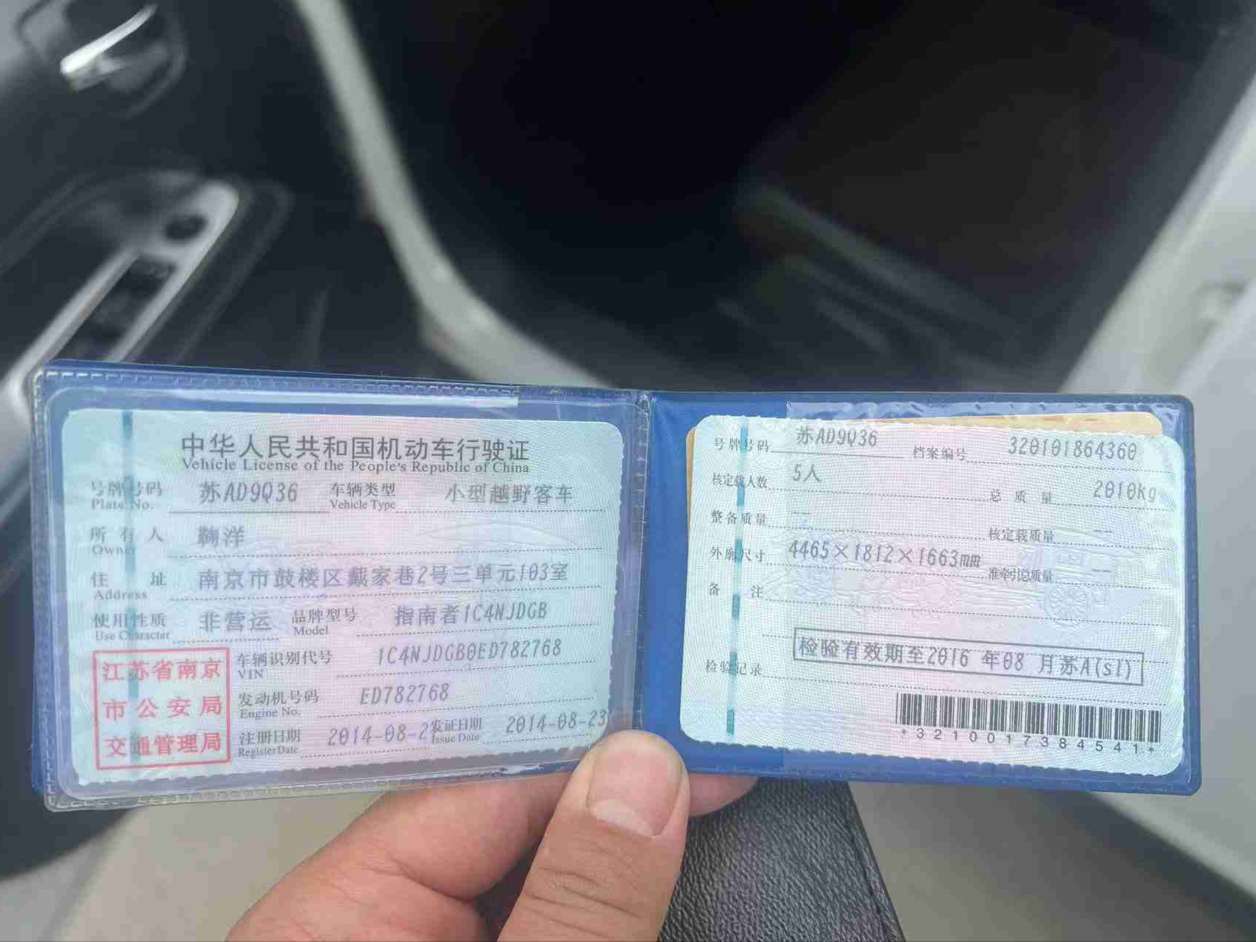 中华人民共和国机动车行驶证
Vehicle License of the People's Republic of China
号牌号码 苏AD9Q36 车辆类型 小型越野客车
Plate No. Vehicle Type
所有人 鞠洋
Owner
住址 南京市鼓楼区戴家巷2号三单元103室
Address
使用性质 非营运 品牌型号 指南者1C4NJDGB
Use Character Model
江苏省南京
市公安局
交通管理局
车辆识别代号 1C4NJDGB0ED782768
VIN
发动机号码 ED782768
Engine No.
注册日期 2014-08-2 发证日期 2014-08-23
Register Date Issue Date
号牌号码 苏AD9Q36 档案编号 320101864360
核定载人数 5人 总质量 2010kg
整备质量 -- 核定载质量 --
外廓尺寸 4465×1812×1663mm 准牵引总质量 --
备注
检验记录 检验有效期至2016 年08 月苏A(sl)
*3210017384541*